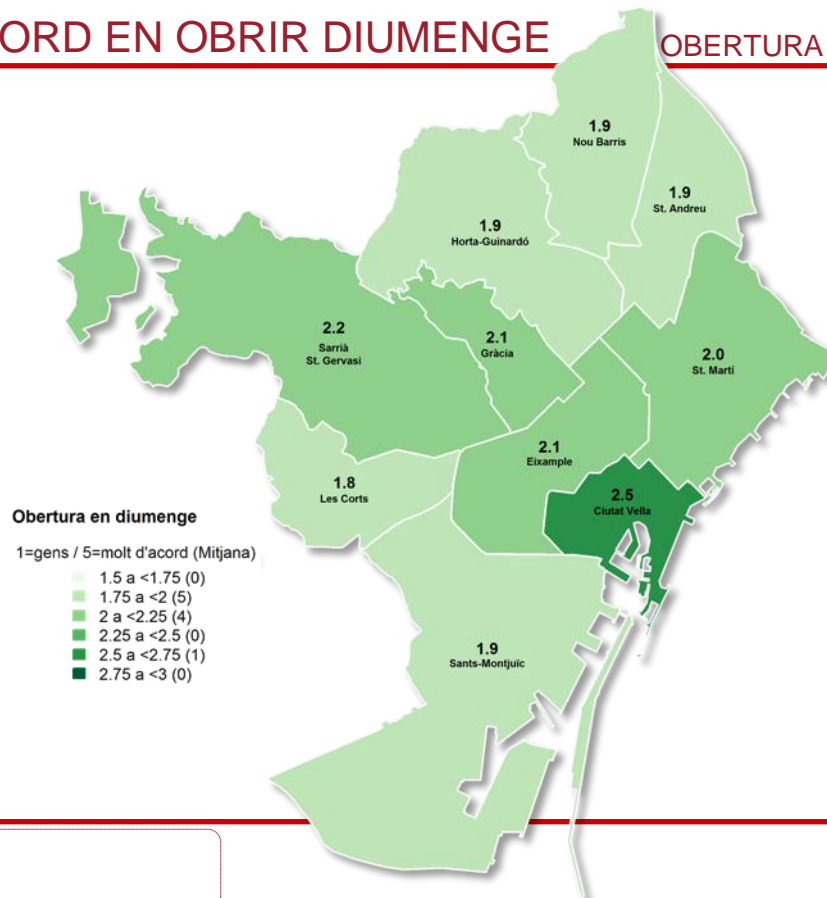 ORD EN OBRIR DIUMENGE
OBERTURA
1.9
Nou Barris
1.9
St. Andreu
1.9
Horta-Guinardó
2.2
Sarrià
St. Gervasi
2.1
Gràcia
2.0
St. Martí
2.1
Eixample
1.8
Les Corts
2.5
Ciutat Vella
Obertura en diumenge
1=gens / 5=molt d'acord (Mitjana)
1.5 a <1.75 (0)
1.75 a <2 (5)
2 a <2.25 (4)
2.25 a <2.5 (0)
2.5 a <2.75 (1)
2.75 a <3 (0)
1.9
Sants-Montjuïc